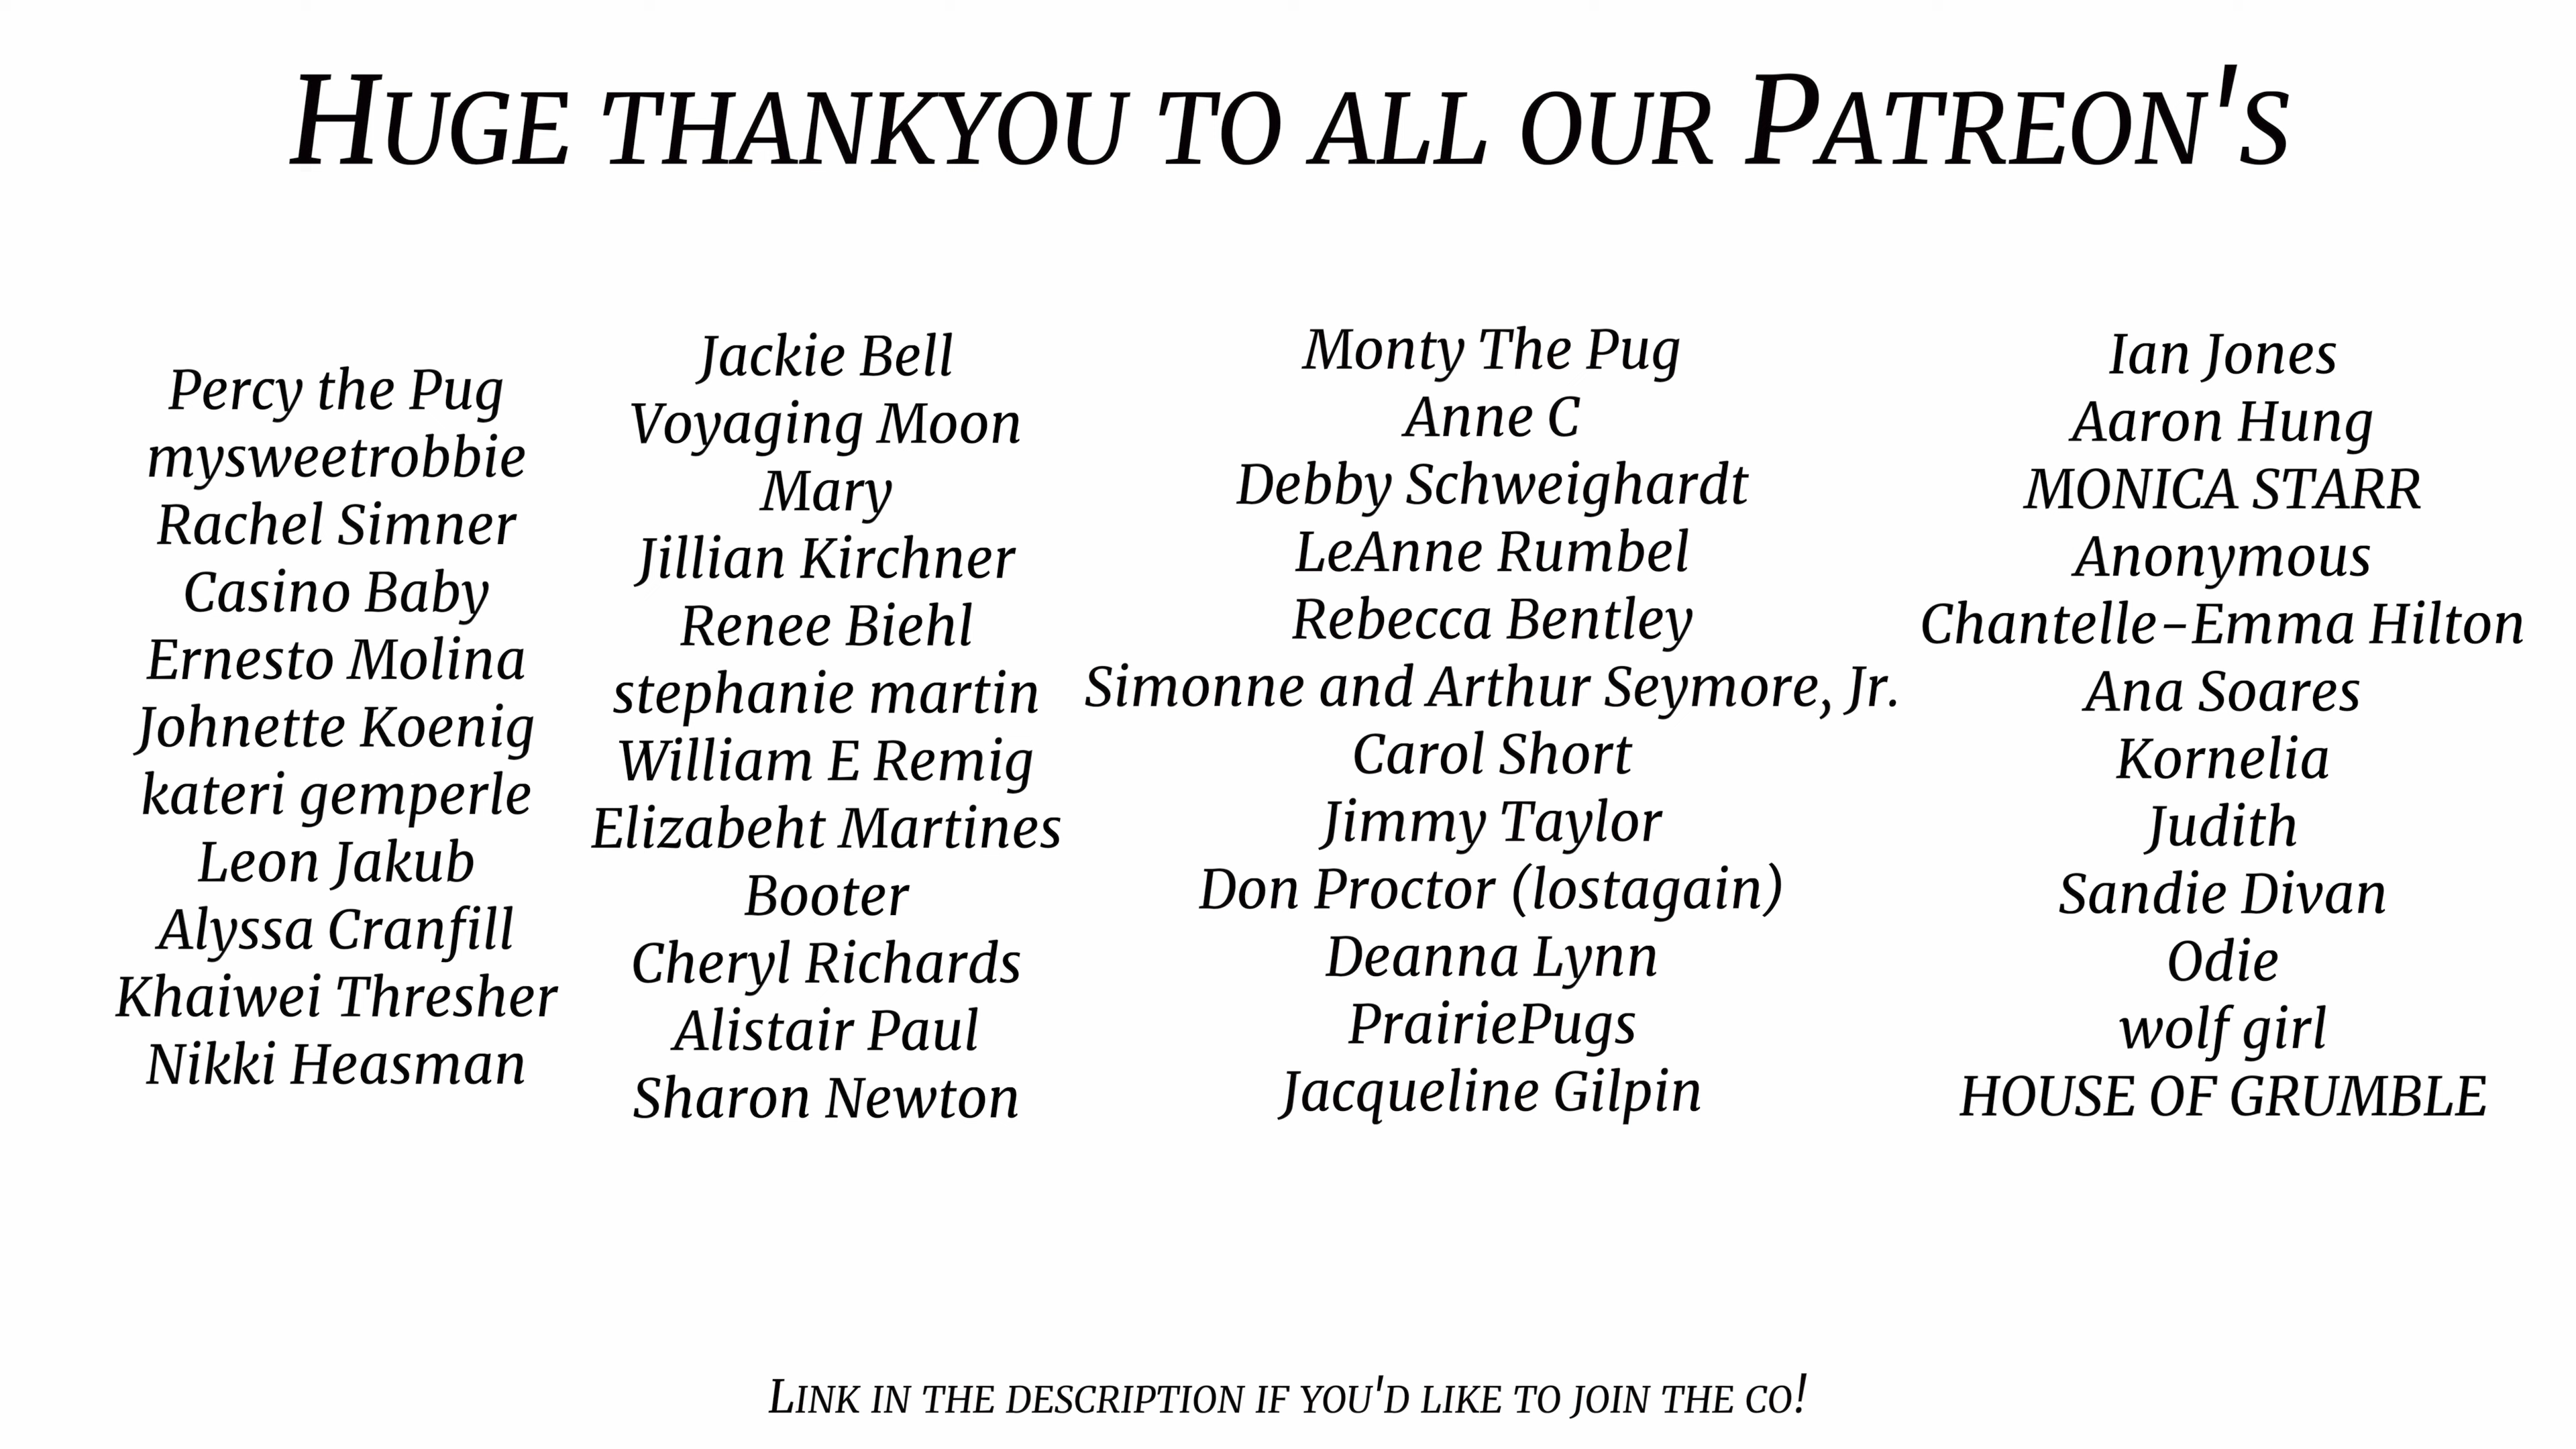 Huge thankyou to all our Patreon's
Percy the Pug
mysweetrobbie
Rachel Simner
Casino Baby
Ernesto Molina
Johnette Koenig
kateri gemperle
Leon Jakub
Alyssa Cranfill
Khaiwei Thresher
Nikki Heasman
Jackie Bell
Voyaging Moon
Mary
Jillian Kirchner
Renee Biehl
stephanie martin
William E Remig
Elizabeht Martines
Booter
Cheryl Richards
Alistair Paul
Sharon Newton
Monty The Pug
Anne C
Debby Schweighardt
LeAnne Rumbel
Rebecca Bentley
Simonne and Arthur Seymore, Jr.
Carol Short
Jimmy Taylor
Don Proctor (lostagain)
Deanna Lynn
PrairiePugs
Jacqueline Gilpin
Ian Jones
Aaron Hung
MONICA STARR
Anonymous
Chantelle-Emma Hilton
Ana Soares
Kornelia
Judith
Sandie Divan
Odie
wolf girl
HOUSE OF GRUMBLE
Link in the description if you'd like to join the co!